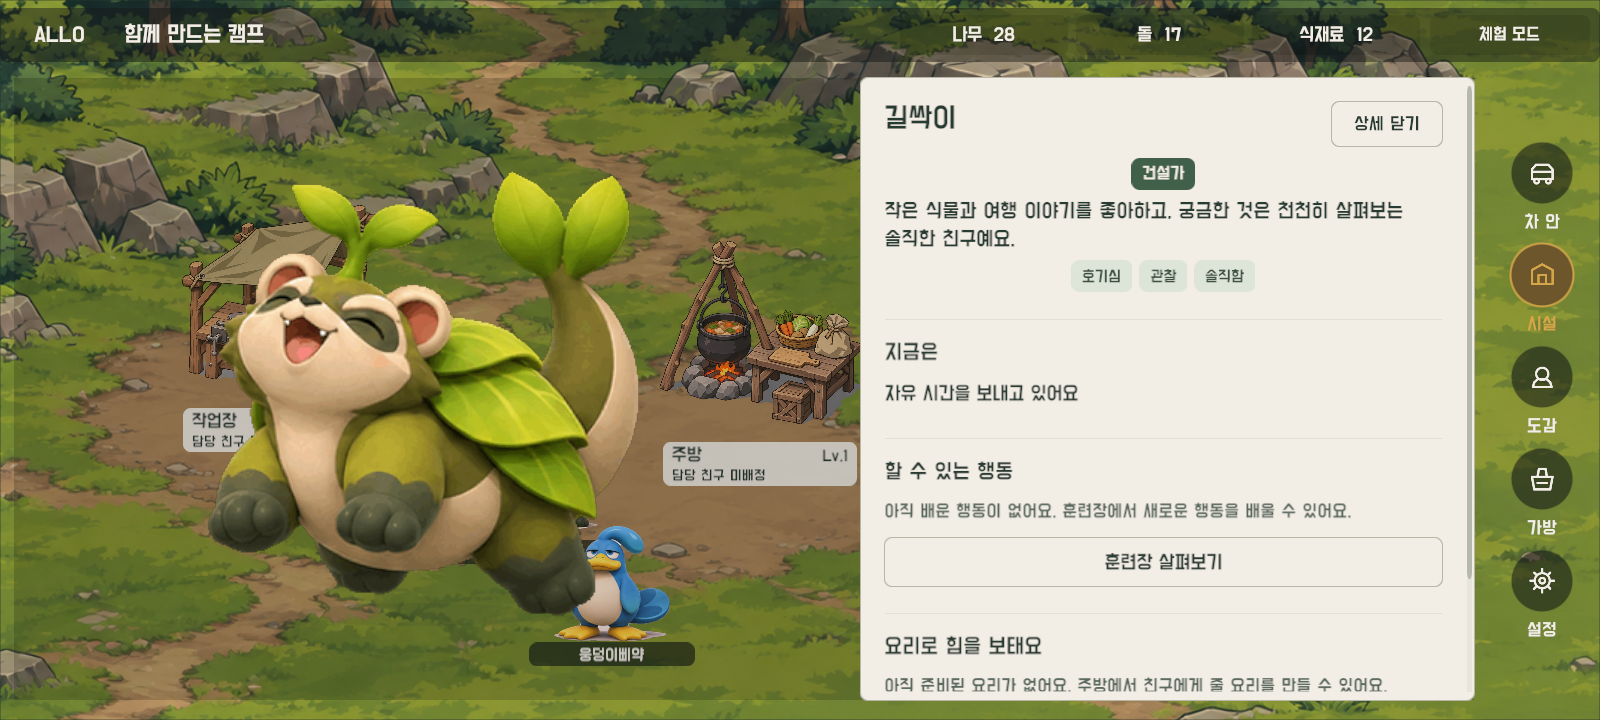 ALLO 함께 만드는 캠프
나무 28 돌 17 식재료 12 체험 모드
길싹이
상세 닫기
건설가
작은 식물과 여행 이야기를 좋아하고, 궁금한 것은 천천히 살펴보는
솔직한 친구예요.
호기심 관찰 솔직함
지금은
자유 시간을 보내고 있어요
할 수 있는 행동
아직 배운 행동이 없어요. 훈련장에서 새로운 행동을 배울 수 있어요.
훈련장 살펴보기
요리로 힘을 보태요
아직 준비된 요리가 없어요. 주방에서 친구에게 줄 요리를 만들 수 있어요.
작업장
담당 친구
주방 Lv.1
담당 친구 미배정
웅덩이삐약
차 안
시설
도감
가방
설정